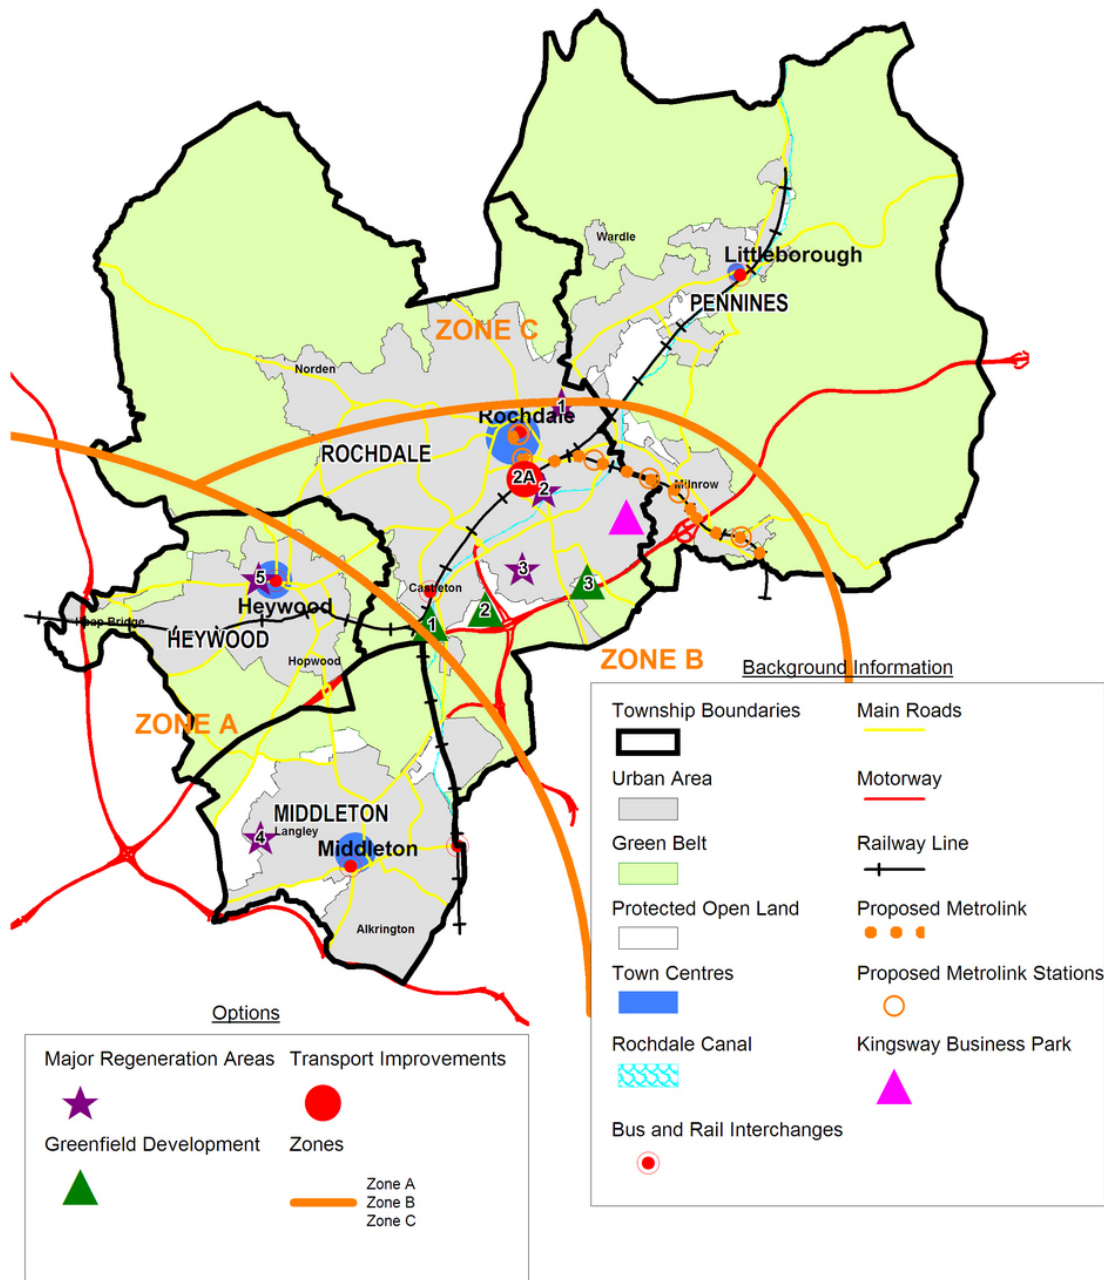 Wardle
Littleborough
PENNINES
ZONE C
Norden
1
Rochdale
ROCHDALE
2A
2
Milnrow
3
3
5
Castleton
2
Heywood
1
Heap Bridge
HEYWOOD
Hopwood
ZONE B
ZONE A
MIDDLETON
4
Langley
Middleton
Alkrington
Background Information
Township Boundaries
Main Roads
Urban Area
Motorway
Green Belt
Railway Line
Protected Open Land
Proposed Metrolink
Town Centres
Proposed Metrolink Stations
Rochdale Canal
Kingsway Business Park
Bus and Rail Interchanges
Options
Major Regeneration Areas
Transport Improvements
Greenfield Development
Zones
Zone A
Zone B
Zone C